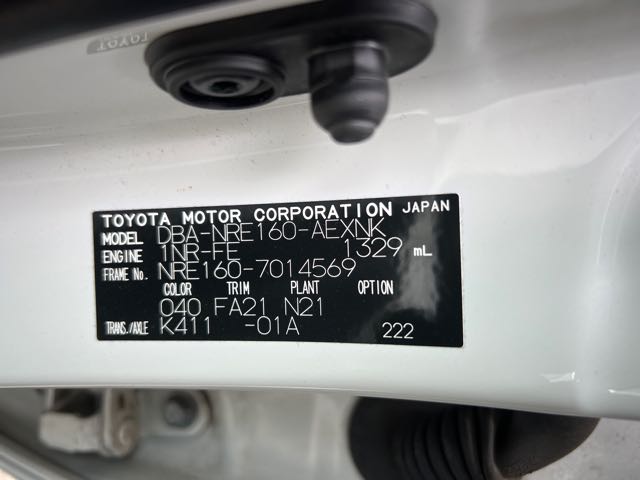 TOYOT
TOYOTA MOTOR CORPORATION JAPAN
MODEL DBA-NRE160-AEXNK
ENGINE 1NR-FE 1329 mL
FRAME No. NRE160-7014569
COLOR TRIM PLANT OPTION
040 FA21 N21
TRANS./AXLE K411 -01A 222